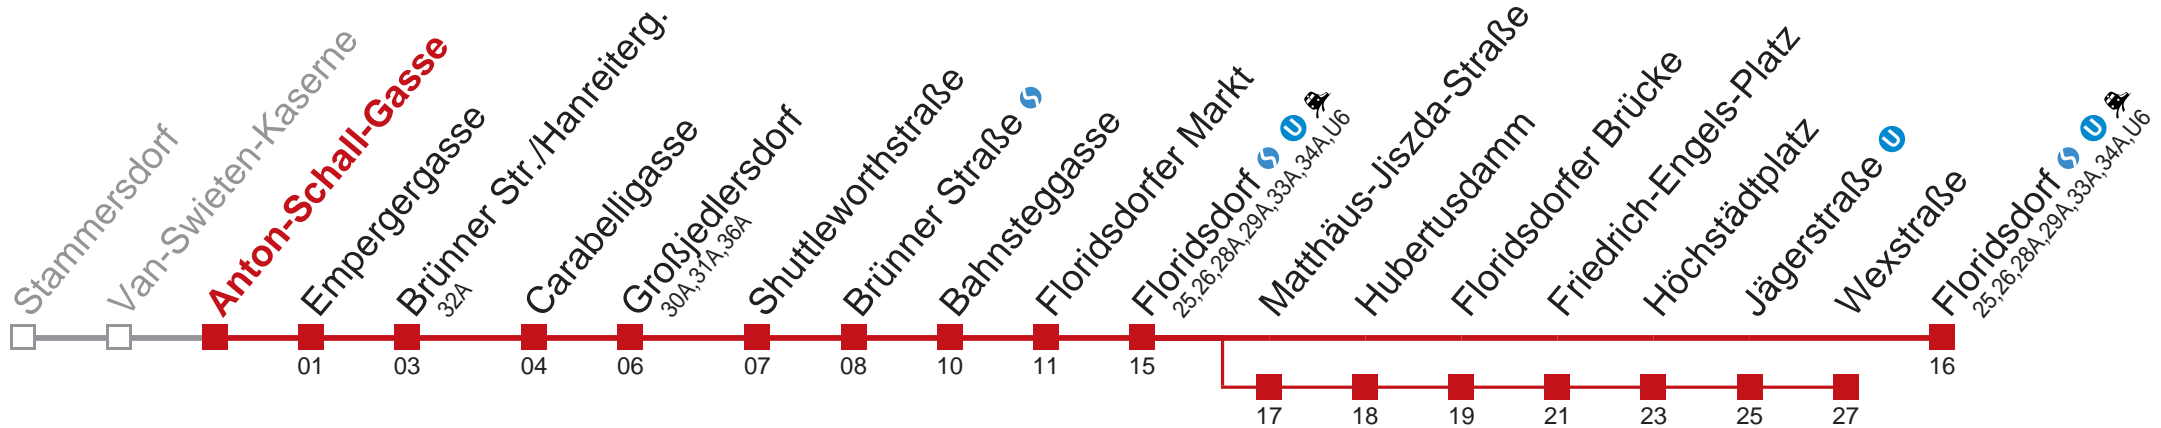 Stammersdorf
Van-Swieten-Kaserne
Anton-Schall-Gasse
Empergergasse
Brünner Str./Hanreiterg.
32A
Carabelligasse
Großjedlersdorf
30A,31A,36A
Shuttleworthstraße
Brünner Straße
Bahnsteggasse
Floridsdorfer Markt
Floridsdorf U
25,26,28A,29A,33A,34A,U6
Matthäus-Jiszda-Straße
Hubertusdamm
Floridsdorfer Brücke
Friedrich-Engels-Platz
Höchstädtplatz
Jägerstraße U
Wexstraße
Floridsdorf U
25,26,28A,29A,33A,34A,U6
01 03 04 06 07 08 10 11 15 16
17 18 19 21 23 25 27